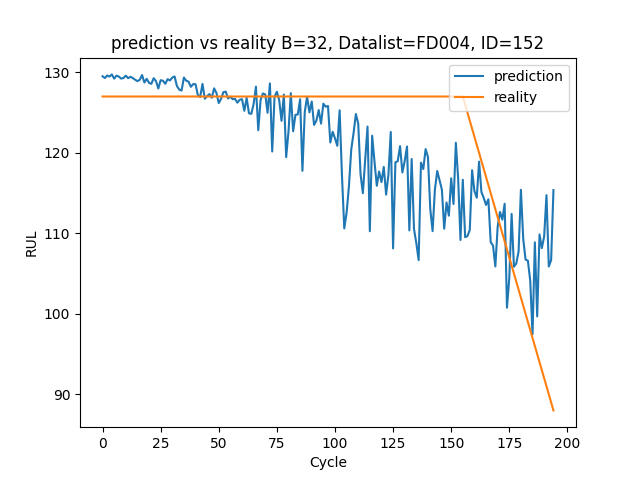 prediction vs reality B=32, Datalist=FD004, ID=152
prediction
reality
130
120
110
100
90
RUL
0 25 50 75 100 125 150 175 200
Cycle